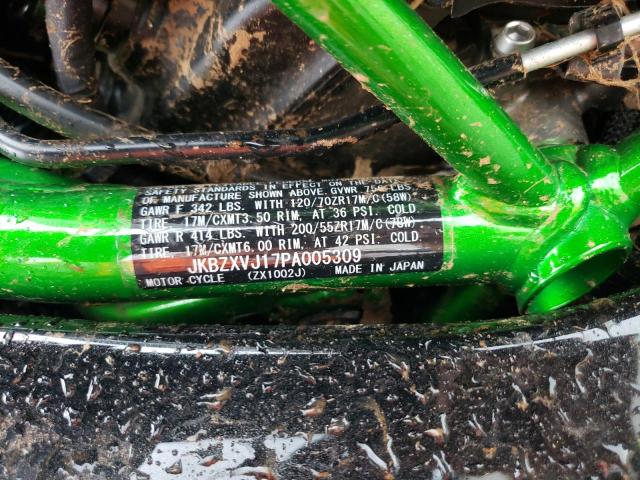 SAFETY STANDARDS IN EFFECT ON THE DATE
OF MANUFACTURE SHOWN ABOVE. GVWR 756 LBS.
GAWR F 342 LBS. WITH 120/70ZR17M/C(58W)
TIRE, 17M/CXMT3.50 RIM, AT 36 PSI. COLD
GAWR R 414 LBS. WITH 200/55ZR17M/C(78W)
TIRE, 17M/CXMT6.00 RIM, AT 42 PSI. COLD
JKBZXVJ17PA005309
MOTOR CYCLE (ZX1002J) MADE IN JAPAN